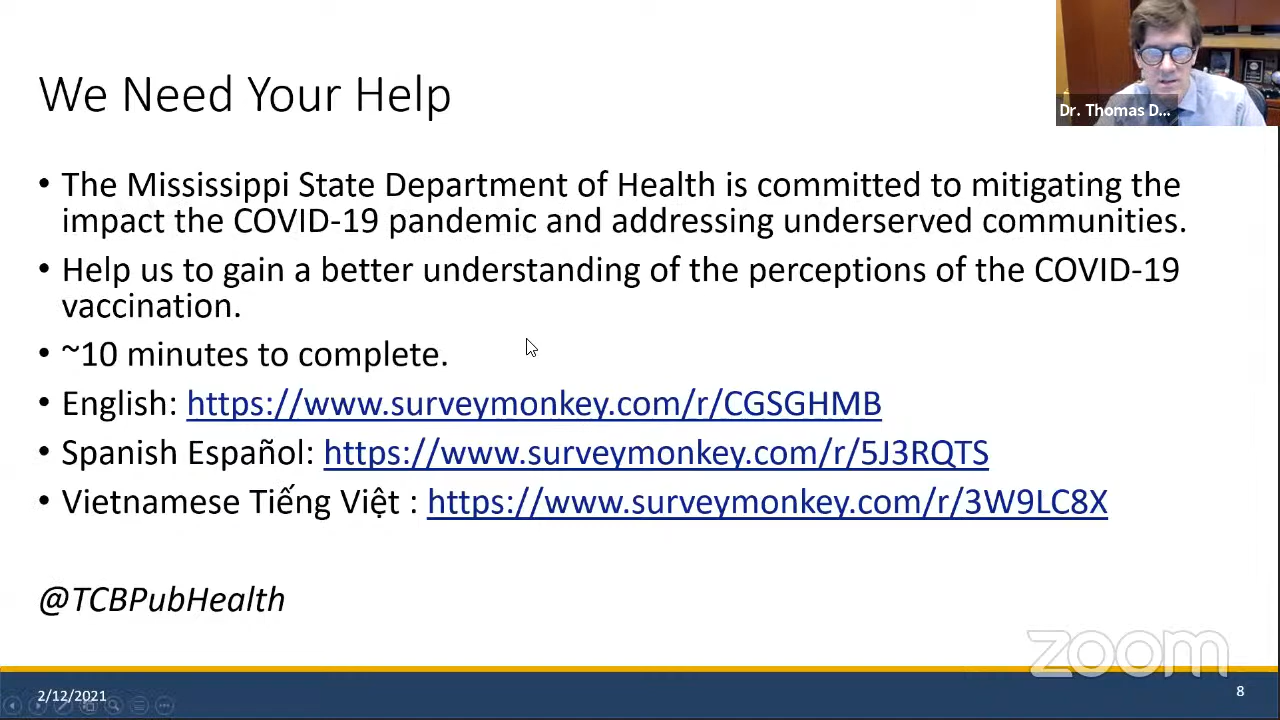 We Need Your Help
Dr. Thomas D...
• The Mississippi State Department of Health is committed to mitigating the
impact the COVID-19 pandemic and addressing underserved communities.
• Help us to gain a better understanding of the perceptions of the COVID-19
vaccination.
• ~10 minutes to complete.
• English: https://www.surveymonkey.com/r/CGSGHMB
• Spanish Español: https://www.surveymonkey.com/r/5J3RQTS
• Vietnamese Tiếng Việt : https://www.surveymonkey.com/r/3W9LC8X
@TCBPubHealth
zoom
2/12/2021
8